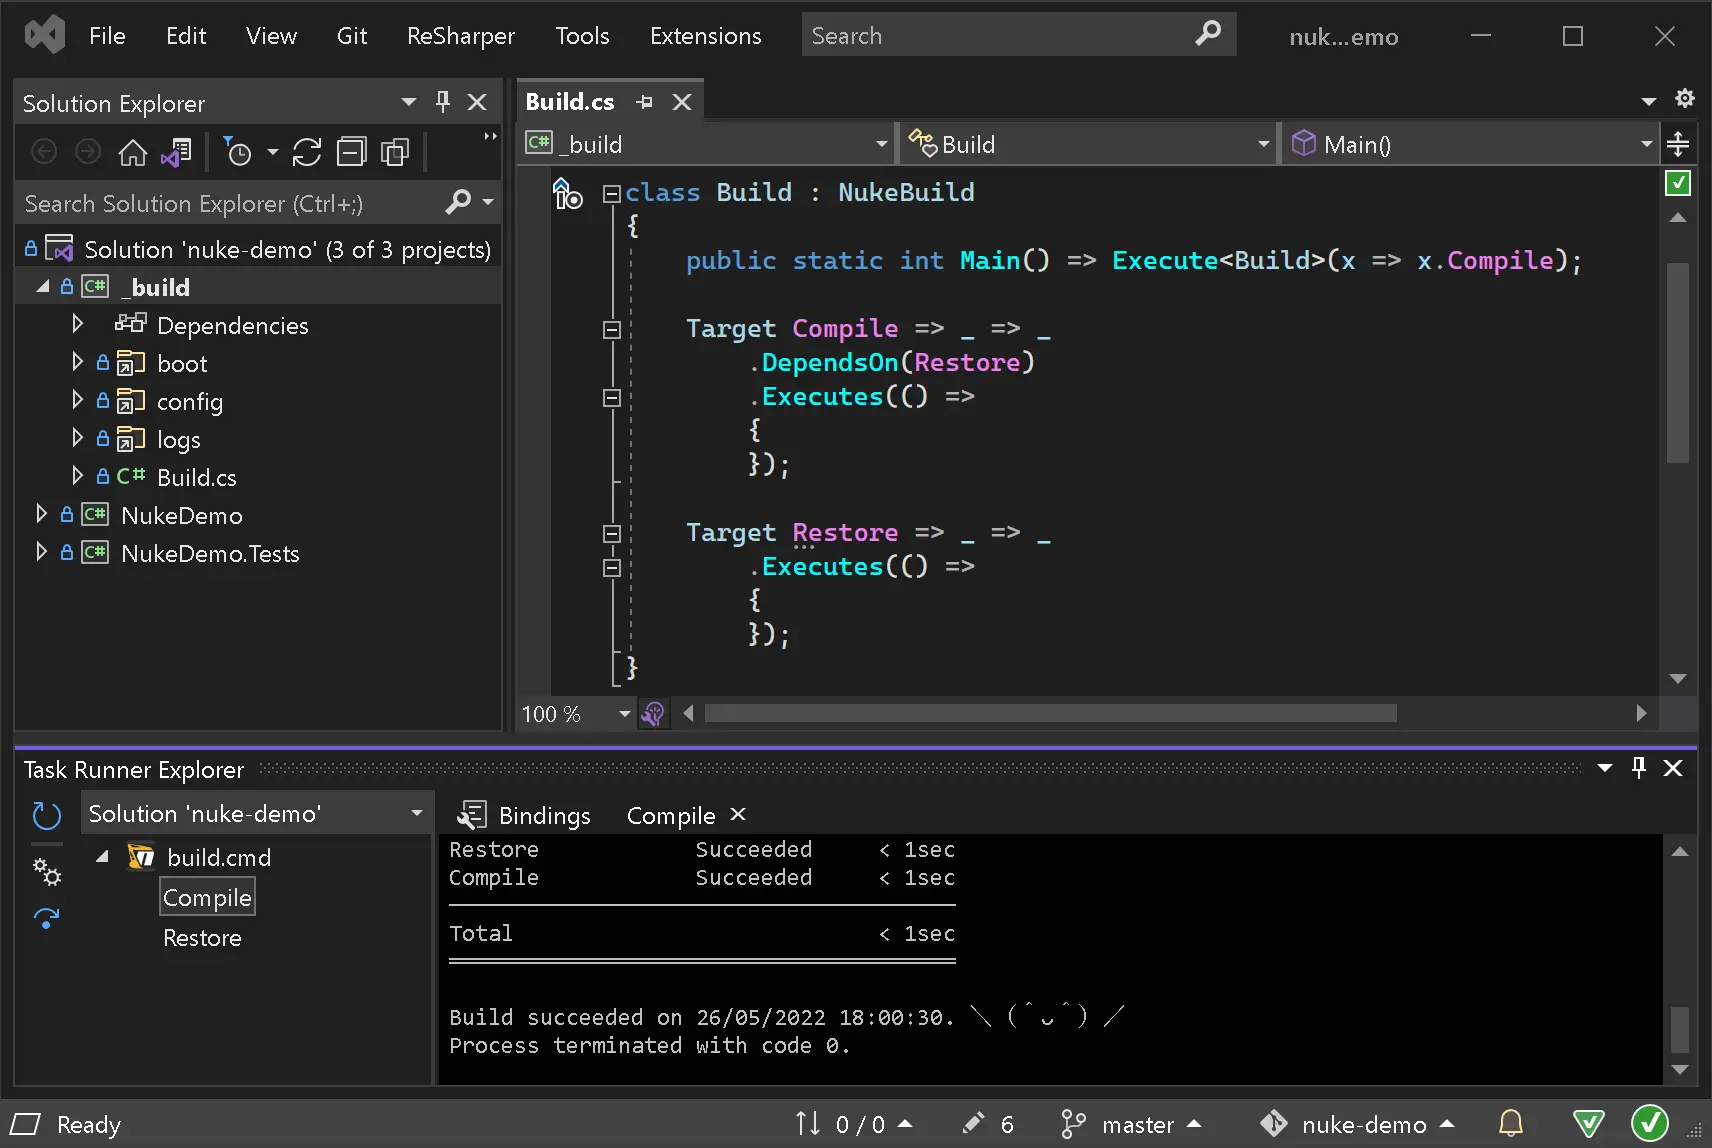 File Edit View Git ReSharper Tools Extensions Search nuk...emo
Solution Explorer
Search Solution Explorer (Ctrl+;)
Solution 'nuke-demo' (3 of 3 projects)
C# _build
Dependencies
boot
config
logs
C# Build.cs
C# NukeDemo
C# NukeDemo.Tests
Build.cs
C# _build Build Main()
class Build : NukeBuild
{
public static int Main() => Execute<Build>(x => x.Compile);
Target Compile => _ => _
.DependsOn(Restore)
.Executes(() =>
{
});
Target Restore => _ => _
.Executes(() =>
{
});
}
100 %
Task Runner Explorer
Solution 'nuke-demo'
build.cmd
Compile
Restore
Bindings Compile
Restore Succeeded < 1sec
Compile Succeeded < 1sec
Total < 1sec
Build succeeded on 26/05/2022 18:00:30. ＼（＾ᴗ＾）／
Process terminated with code 0.
Ready 0 / 0 6 master nuke-demo